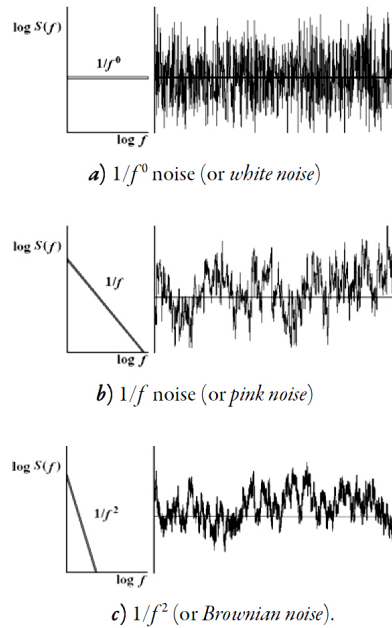 log S(f)
1/f⁰
log f
a) 1/f⁰ noise (or white noise)
log S(f)
1/f
log f
b) 1/f noise (or pink noise)
log S(f)
1/f²
log f
c) 1/f² (or Brownian noise).